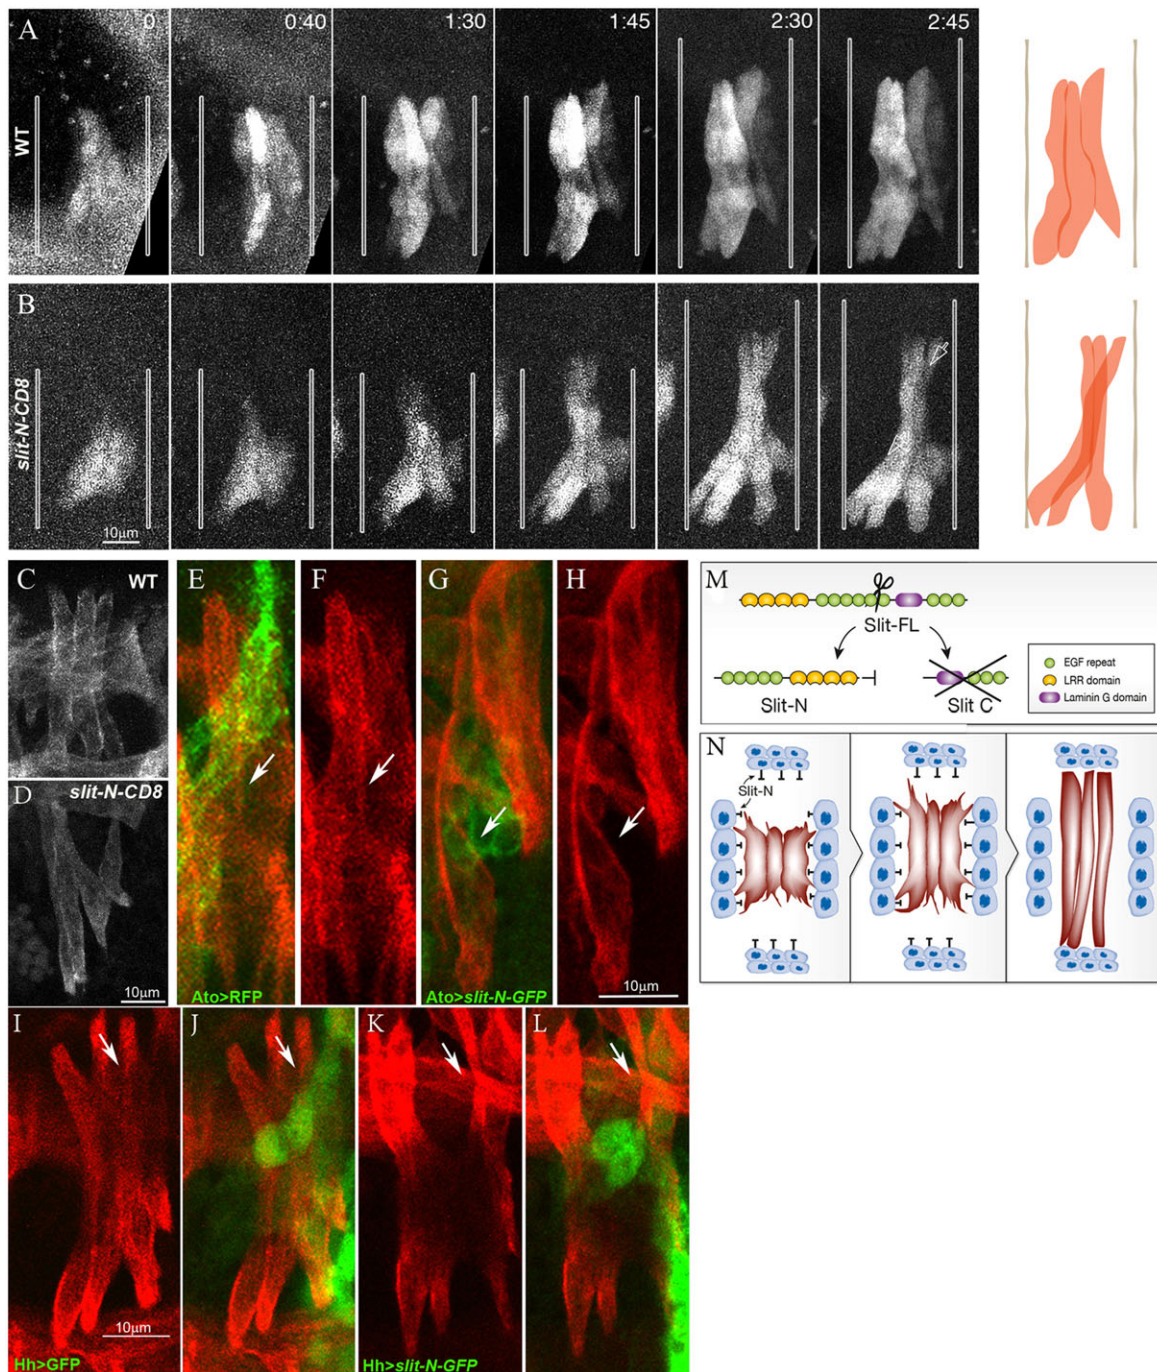 A
0
0:40
1:30
1:45
2:30
2:45
WT
B
slit-N-CD8
10μm
C
WT
D
slit-N-CD8
10μm
E
F
G
H
Ato>RFP
Ato>slit-N-GFP
10μm
M
Slit-FL
Slit-N
Slit C
EGF repeat
LRR domain
Laminin G domain
N
Slit-N
I
J
K
L
10μm
Hh>GFP
Hh>slit-N-GFP